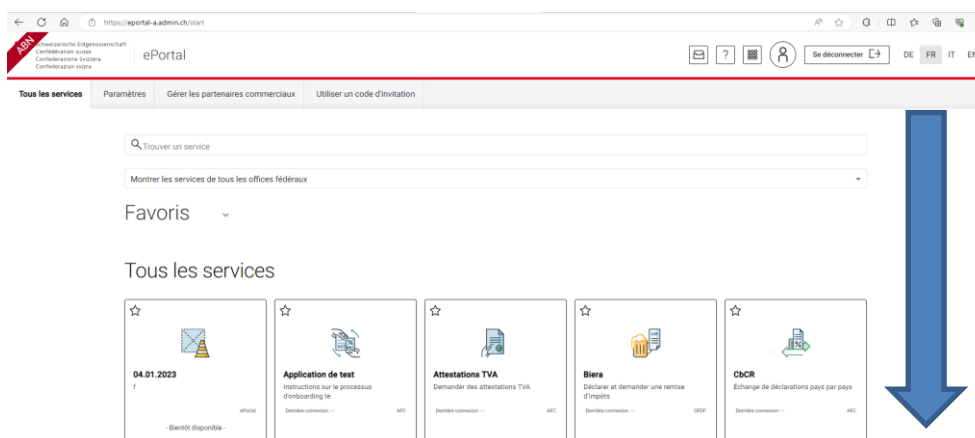 https://eportal-a.admin.ch/start
ABN
Schweizerische Eidgenossenschaft
Confédération suisse
Confederazione Svizzera
Confederaziun svizra
ePortal
?
Se déconnecter
DE FR IT EN
Tous les services Paramètres Gérer les partenaires commerciaux Utiliser un code d'invitation
Trouver un service
Montrer les services de tous les offices fédéraux
Favoris
Tous les services
04.01.2023
f
ePortal
- Bientôt disponible -
Application de test
Instructions sur le processus
d'onboarding te
Dernière connexion: -- AFC
Attestations TVA
Demander des attestations TVA
Dernière connexion: -- AFC
Biera
Déclarer et demander une remise
d'impôts
Dernière connexion: -- OFDF
CbCR
Échange de déclarations pays par pays
Dernière connexion: -- AFC